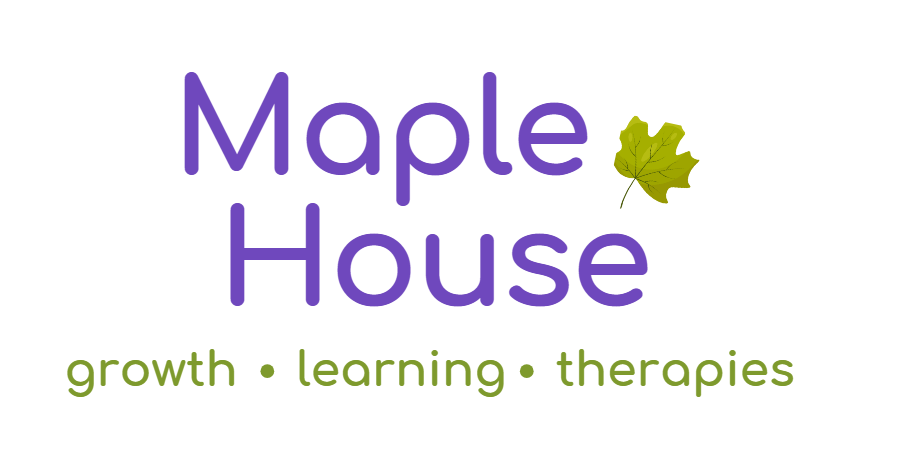 Maple
House
growth • learning • therapies